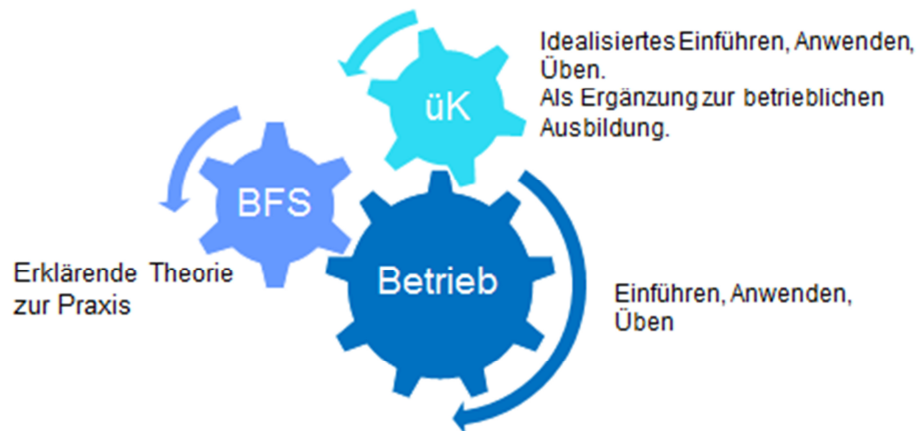 Idealisiertes Einführen, Anwenden,
Üben.
Als Ergänzung zur betrieblichen
Ausbildung.
üK
BFS
Erklärende Theorie
zur Praxis
Betrieb
Einführen, Anwenden,
Üben